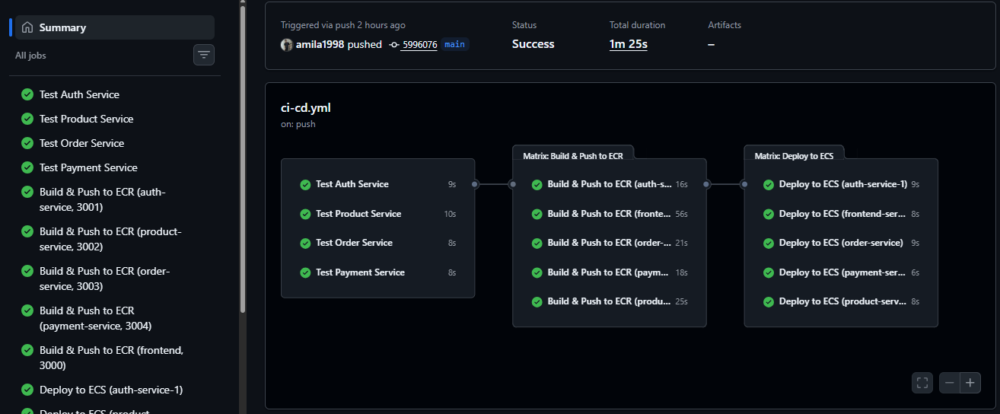 Summary
All jobs
Test Auth Service
Test Product Service
Test Order Service
Test Payment Service
Build & Push to ECR (auth-
service, 3001)
Build & Push to ECR (product-
service, 3002)
Build & Push to ECR (order-
service, 3003)
Build & Push to ECR
(payment-service, 3004)
Build & Push to ECR (frontend,
3000)
Deploy to ECS (auth-service-1)
Deploy to ECS (product-
Triggered via push 2 hours ago
amila1998 pushed 5996076 main
Status
Success
Total duration
1m 25s
Artifacts
–
ci-cd.yml
on: push
Test Auth Service 9s
Test Product Service 10s
Test Order Service 8s
Test Payment Service 8s
Matrix: Build & Push to ECR
Build & Push to ECR (auth-s... 16s
Build & Push to ECR (fronte... 56s
Build & Push to ECR (order-... 21s
Build & Push to ECR (paym... 18s
Build & Push to ECR (produ... 25s
Matrix: Deploy to ECS
Deploy to ECS (auth-service-1) 9s
Deploy to ECS (frontend-ser... 8s
Deploy to ECS (order-service) 9s
Deploy to ECS (payment-ser... 6s
Deploy to ECS (product-serv... 8s